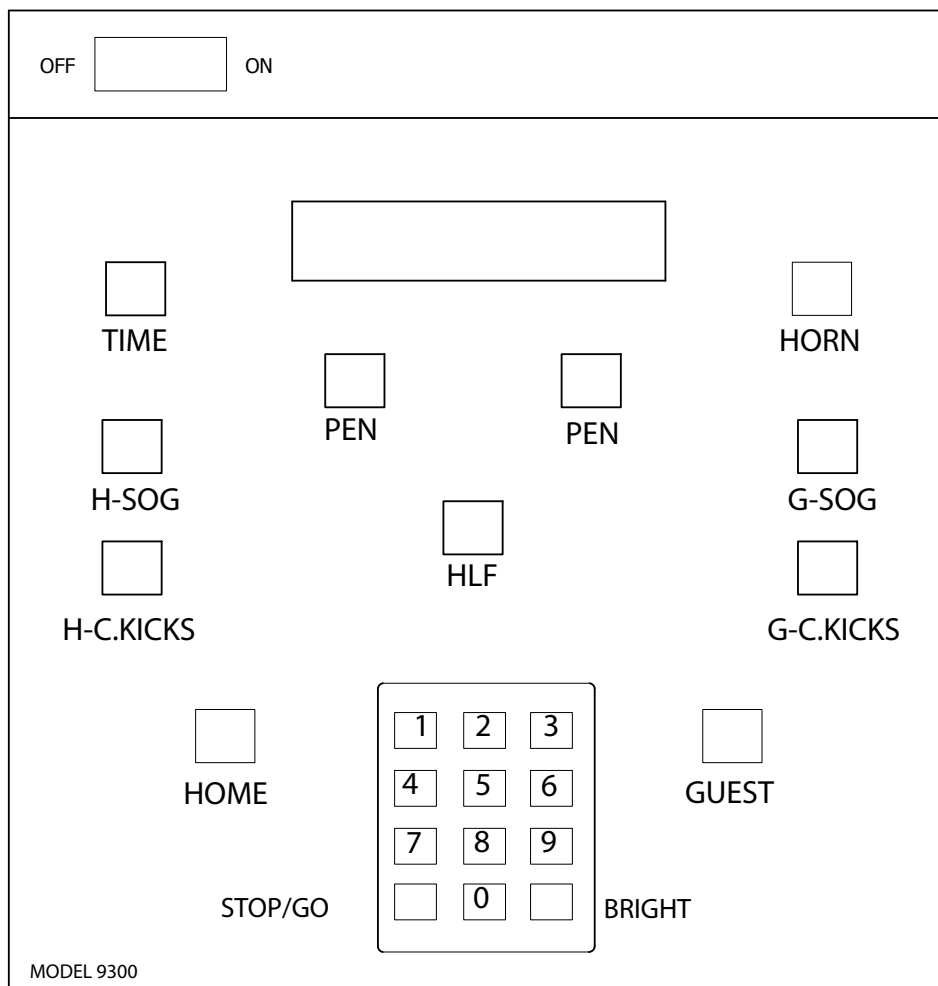 OFF ON
TIME
HORN
PEN PEN
H-SOG G-SOG
HLF
H-C.KICKS G-C.KICKS
1 2 3
HOME
4 5 6
GUEST
7 8 9
STOP/GO 0 BRIGHT
MODEL 9300